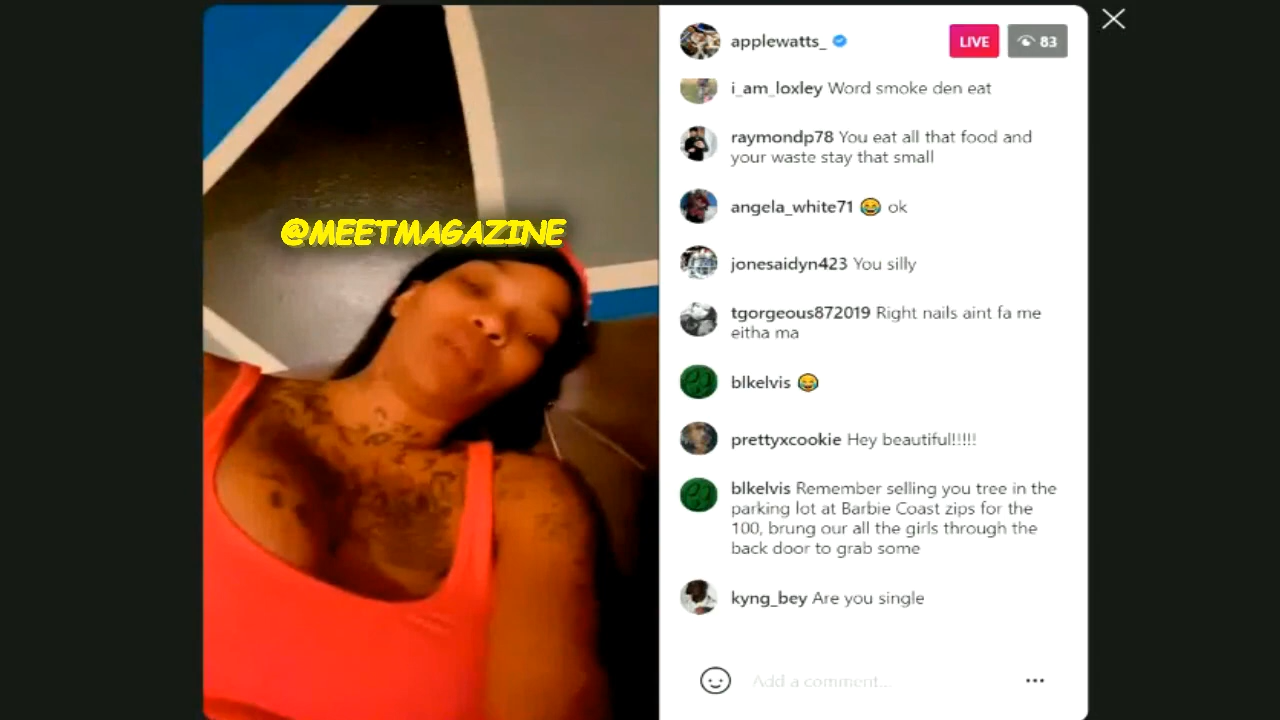 @MEETMAGAZINE
applewatts_
LIVE
83
i_am_loxley Word smoke den eat
raymondp78 You eat all that food and
your waste stay that small
angela_white71 😂 ok
jonesaidyn423 You silly
tgorgeous872019 Right nails aint fa me
eitha ma
blkelvis 😂
prettyxcookie Hey beautiful!!!!!
blkelvis Remember selling you tree in the
parking lot at Barbie Coast zips for the
100, brung our all the girls through the
back door to grab some
kyng_bey Are you single
Add a comment...